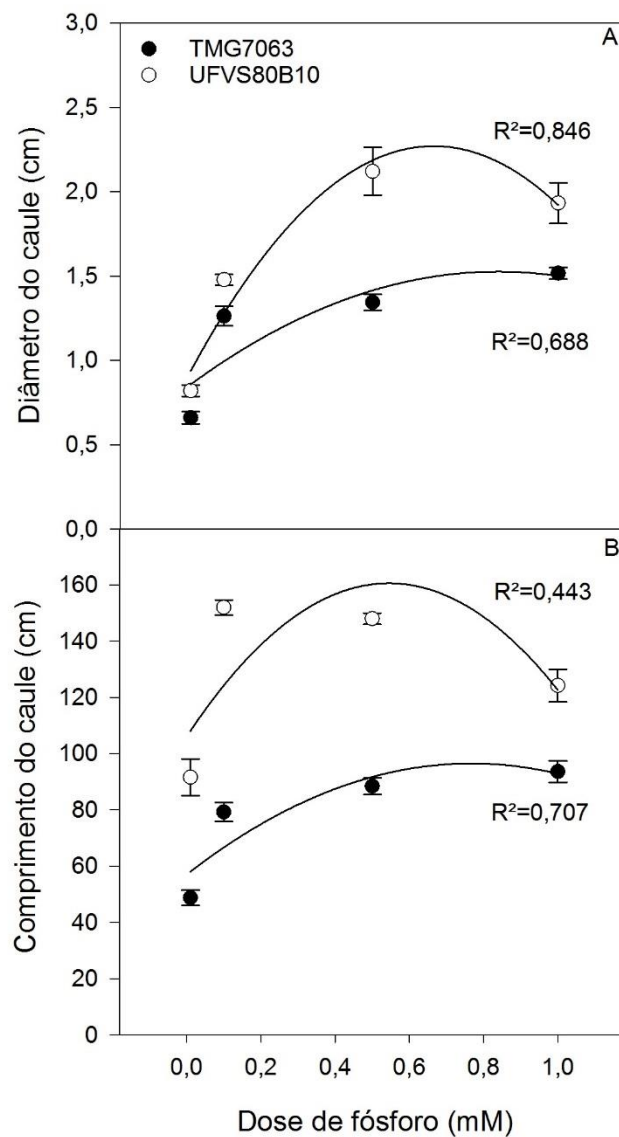 A
TMG7063
UFVS80B10
R²=0,846
R²=0,688
Diâmetro do caule (cm)
3,0
2,5
2,0
1,5
1,0
0,5
0,0
B
R²=0,443
R²=0,707
Comprimento do caule (cm)
160
140
120
100
80
60
40
20
0
0,0 0,2 0,4 0,6 0,8 1,0
Dose de fósforo (mM)